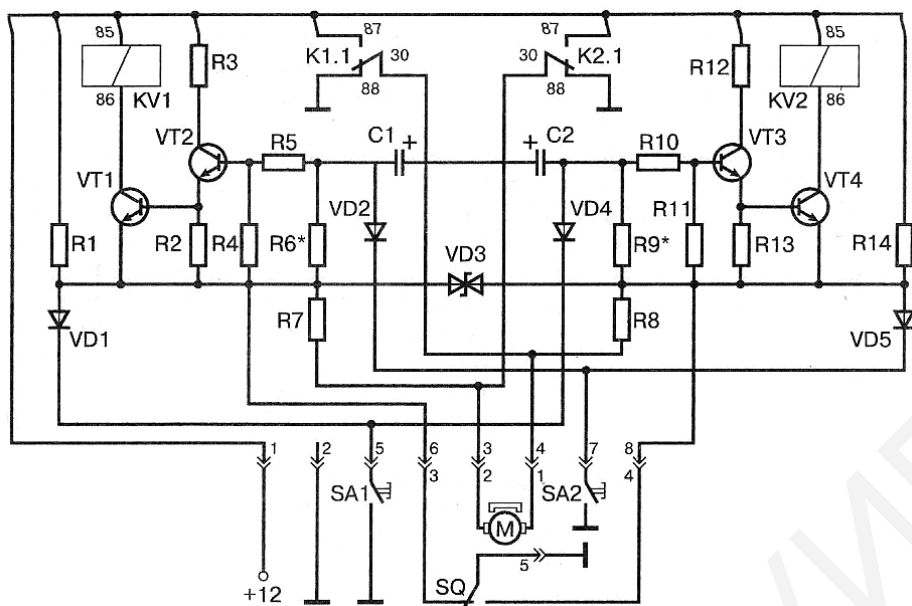 85 87 87 85
K1.1 30 30 K2.1
R3 R12
88 88
86 KV1 KV2 86
VT2 R5 C1 + C2 + R10 VT3
VT1 VD2 VD4 R11 VT4
R1 R2 R4 R6* VD3 R9* R13 R14
VD1 R7 R8 VD5
1 2 5 6 3 4 7 8
3 2 1 4
SA1 M SA2
5
+12 SQ